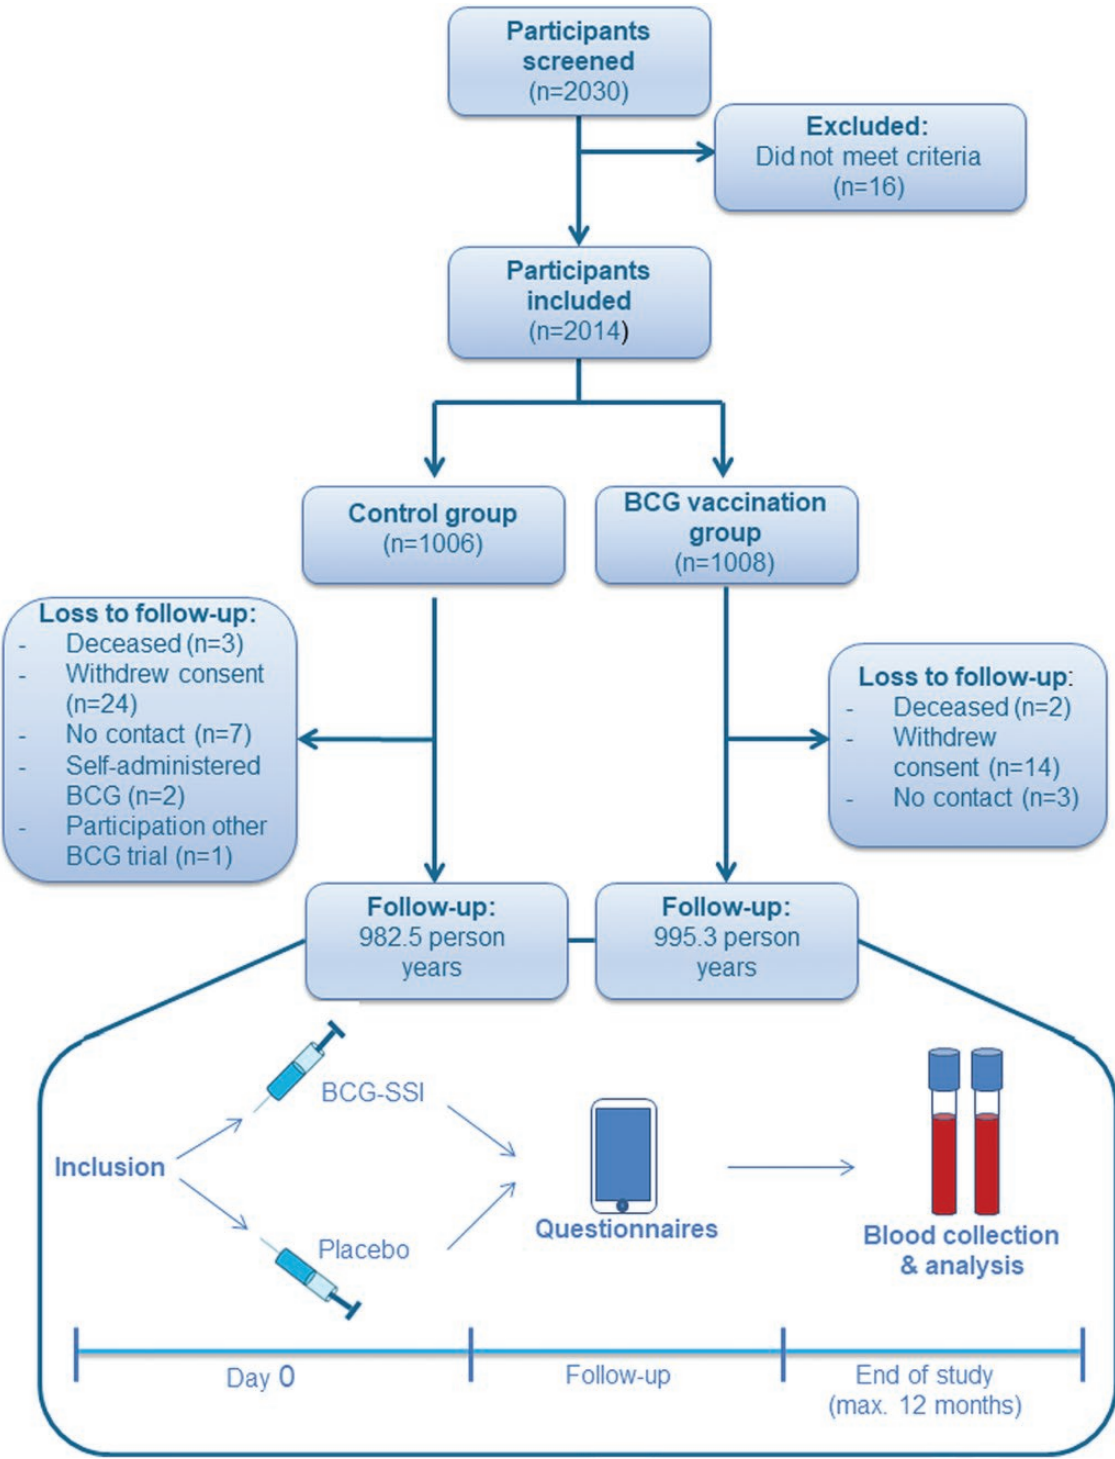 Participants
screened
(n=2030)
Excluded:
Did not meet criteria
(n=16)
Participants
included
(n=2014)
Control group
(n=1006)
BCG vaccination
group
(n=1008)
Loss to follow-up:
- Deceased (n=3)
- Withdrew consent
(n=24)
- No contact (n=7)
- Self-administered
BCG (n=2)
- Participation other
BCG trial (n=1)
Loss to follow-up:
- Deceased (n=2)
- Withdrew
consent (n=14)
- No contact (n=3)
Follow-up:
982.5 person
years
Follow-up:
995.3 person
years
BCG-SSI
Inclusion
Placebo
Questionnaires
Blood collection
& analysis
Day 0
Follow-up
End of study
(max. 12 months)